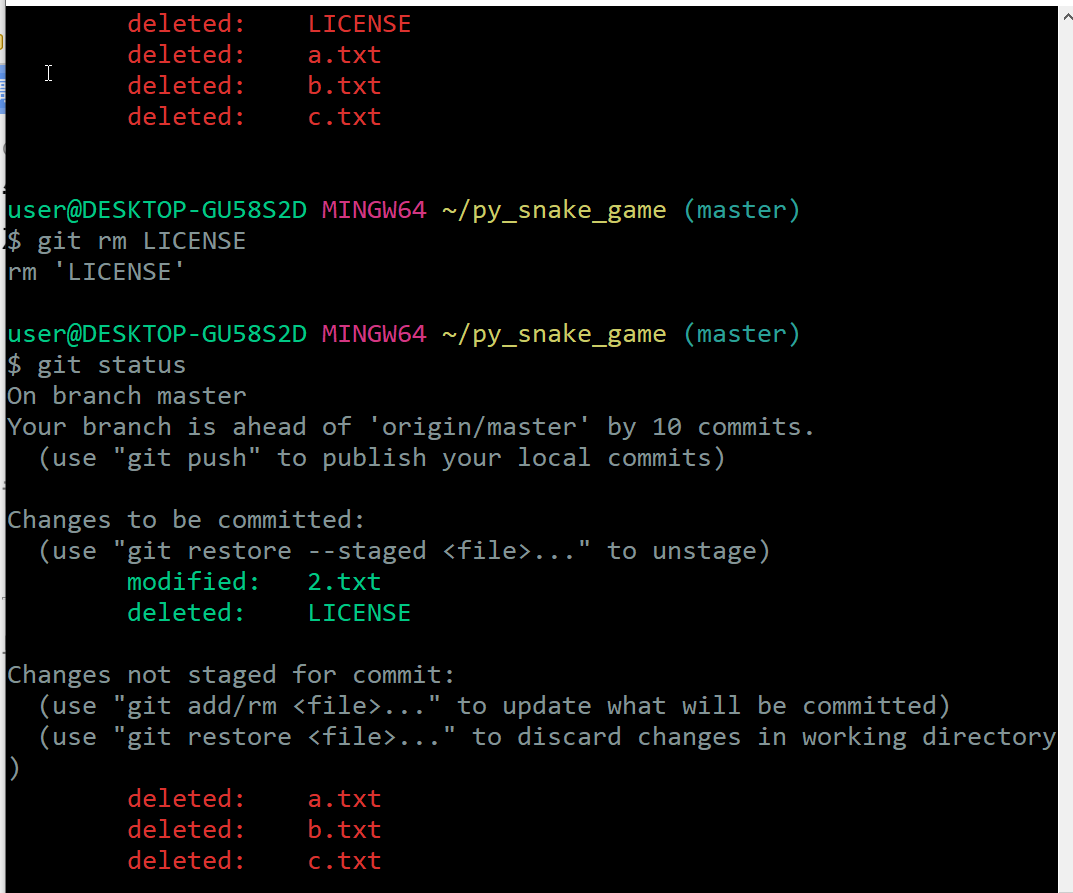 deleted:    LICENSE
deleted:    a.txt
deleted:    b.txt
deleted:    c.txt
user@DESKTOP-GU58S2D MINGW64 ~/py_snake_game (master)
$ git rm LICENSE
rm 'LICENSE'
user@DESKTOP-GU58S2D MINGW64 ~/py_snake_game (master)
$ git status
On branch master
Your branch is ahead of 'origin/master' by 10 commits.
  (use "git push" to publish your local commits)
Changes to be committed:
  (use "git restore --staged <file>..." to unstage)
modified:   2.txt
deleted:    LICENSE
Changes not staged for commit:
  (use "git add/rm <file>..." to update what will be committed)
  (use "git restore <file>..." to discard changes in working directory
)
deleted:    a.txt
deleted:    b.txt
deleted:    c.txt